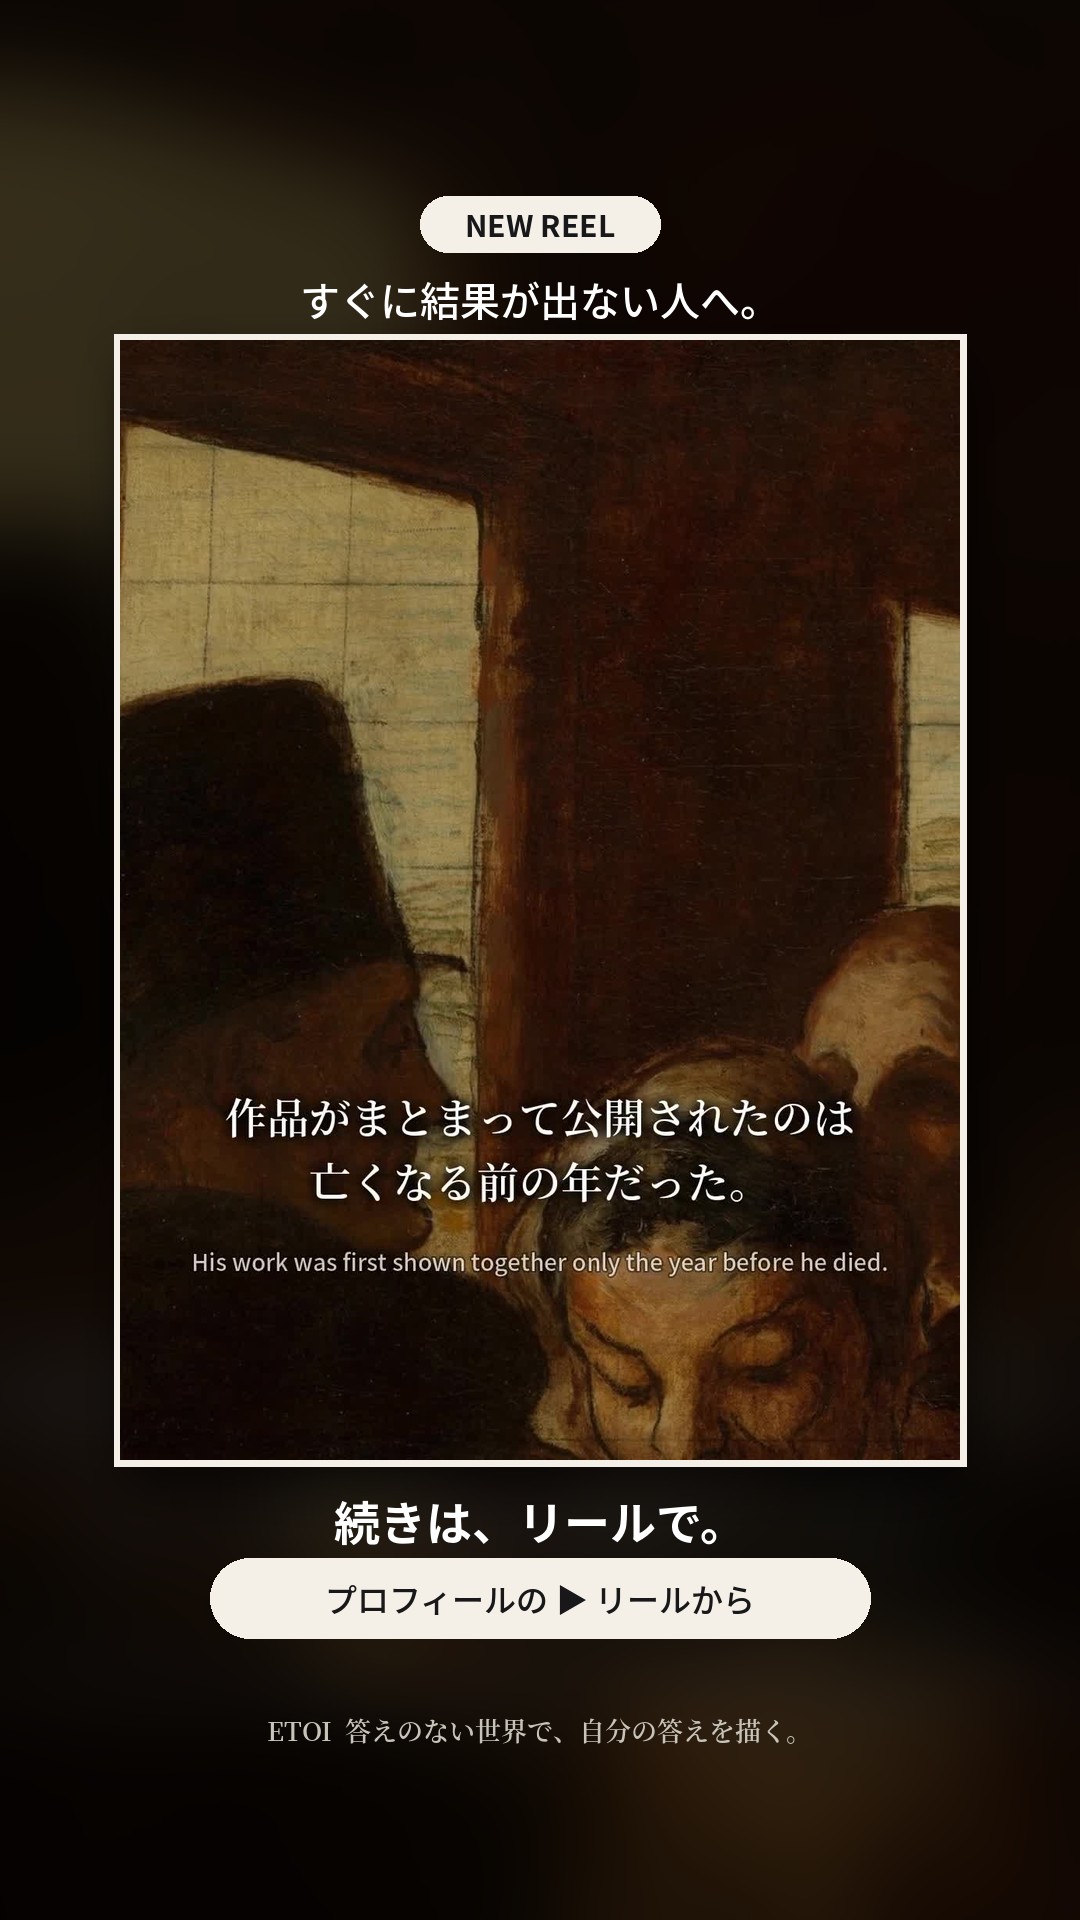 NEW REEL
すぐに結果が出ない人へ。
作品がまとまって公開されたのは
亡くなる前の年だった。
His work was first shown together only the year before he died.
続きは、リールで。
プロフィールの ▶ リールから
ETOI 答えのない世界で、自分の答えを描く。